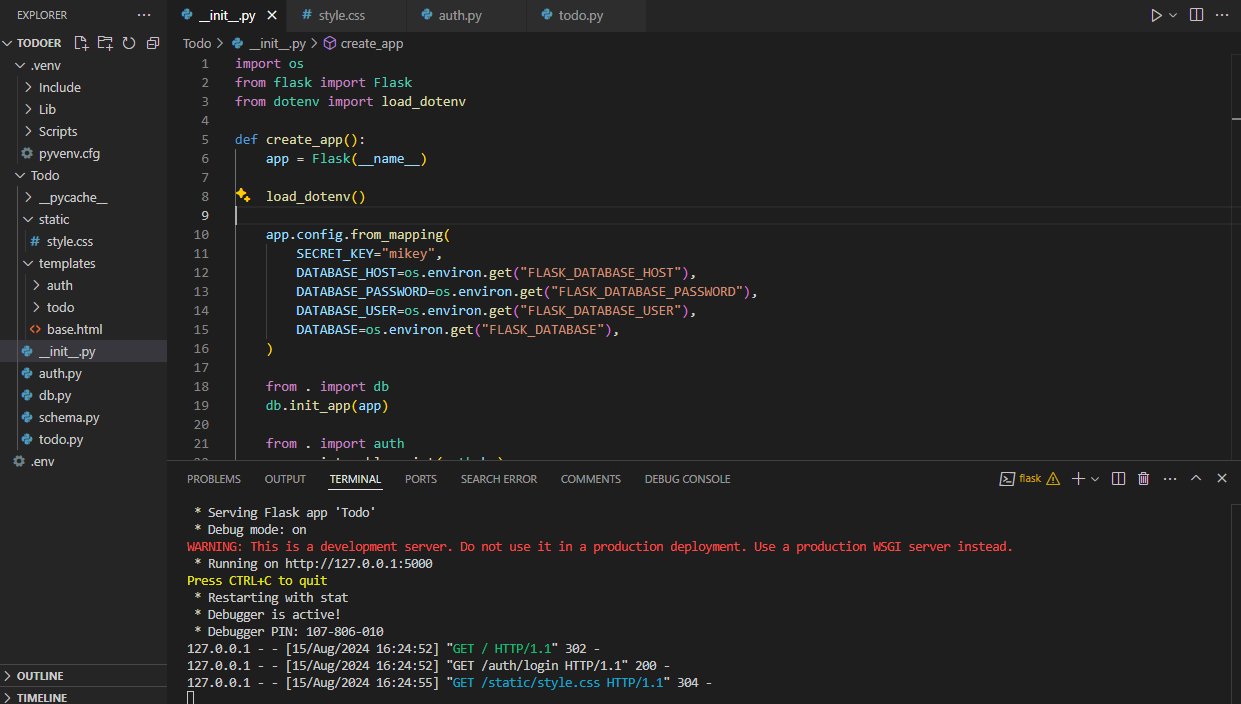 EXPLORER
TODOER
.venv
Include
Lib
Scripts
pyvenv.cfg
Todo
__pycache__
static
# style.css
templates
auth
todo
<> base.html
__init__.py
auth.py
db.py
schema.py
todo.py
.env
OUTLINE
TIMELINE
__init__.py
# style.css
auth.py
todo.py
Todo > __init__.py > create_app
1 import os
2 from flask import Flask
3 from dotenv import load_dotenv
4
5 def create_app():
6 app = Flask(__name__)
7
8 load_dotenv()
9
10 app.config.from_mapping(
11 SECRET_KEY="mikey",
12 DATABASE_HOST=os.environ.get("FLASK_DATABASE_HOST"),
13 DATABASE_PASSWORD=os.environ.get("FLASK_DATABASE_PASSWORD"),
14 DATABASE_USER=os.environ.get("FLASK_DATABASE_USER"),
15 DATABASE=os.environ.get("FLASK_DATABASE"),
16 )
17
18 from . import db
19 db.init_app(app)
20
21 from . import auth
PROBLEMS OUTPUT TERMINAL PORTS SEARCH ERROR COMMENTS DEBUG CONSOLE flask
* Serving Flask app 'Todo'
* Debug mode: on
WARNING: This is a development server. Do not use it in a production deployment. Use a production WSGI server instead.
* Running on http://127.0.0.1:5000
Press CTRL+C to quit
* Restarting with stat
* Debugger is active!
* Debugger PIN: 107-806-010
127.0.0.1 - - [15/Aug/2024 16:24:52] "GET / HTTP/1.1" 302 -
127.0.0.1 - - [15/Aug/2024 16:24:52] "GET /auth/login HTTP/1.1" 200 -
127.0.0.1 - - [15/Aug/2024 16:24:55] "GET /static/style.css HTTP/1.1" 304 -